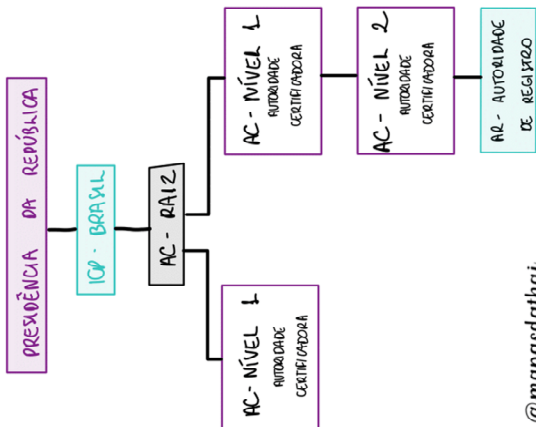 PRESIDÊNCIA DA REPÚBLICA
ICP - BRASIL
AC - RAIZ
AC - NÍVEL 1
AUTORIDADE
CERTIFICADORA
AC - NÍVEL 1
AUTORIDADE
CERTIFICADORA
AC - NÍVEL 2
AUTORIDADE
CERTIFICADORA
AR - AUTORIDADE
DE REGISTRO